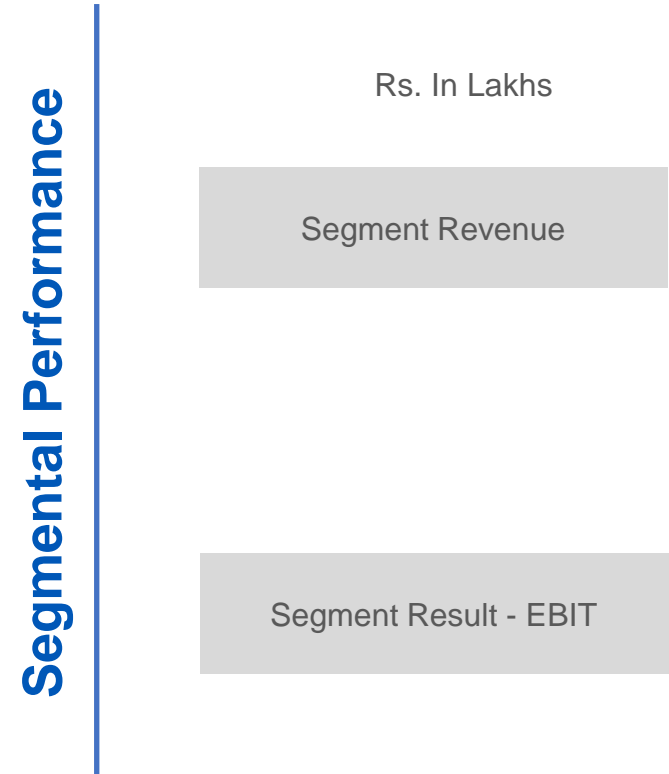 Segmental Performance
Rs. In Lakhs
Segment Revenue
Segment Result - EBIT